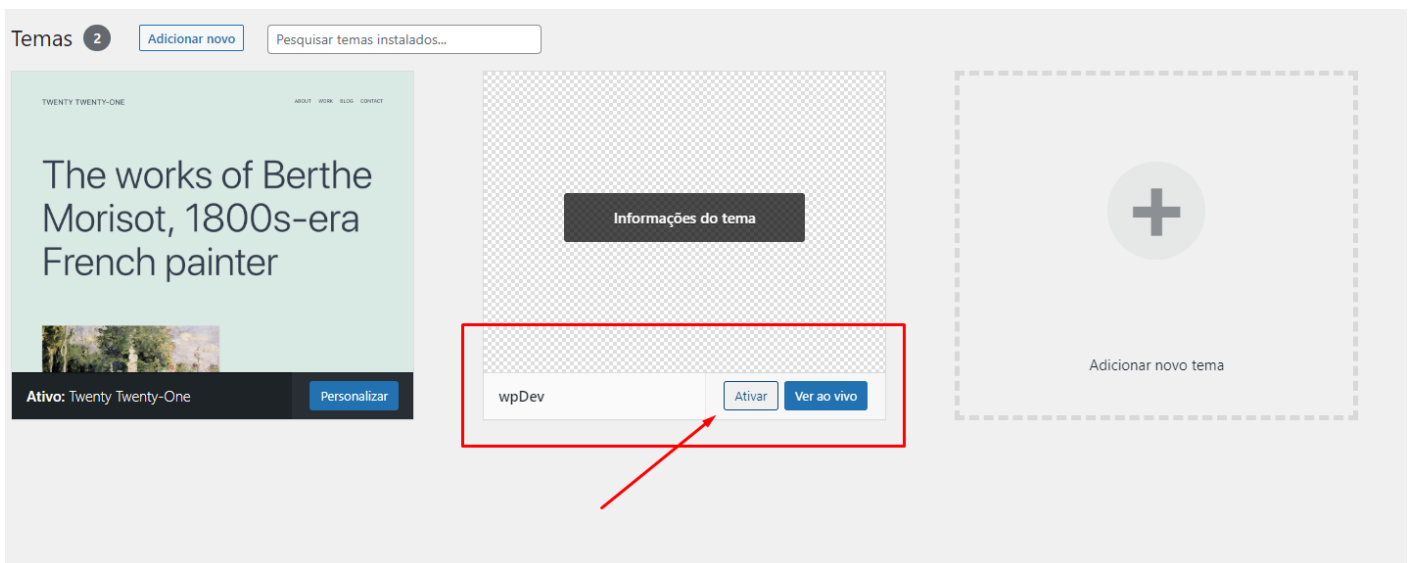 Temas 2 Adicionar novo Pesquisar temas instalados...
TWENTY TWENTY-ONE ABOUT WORK BLOG CONTACT
The works of Berthe
Morisot, 1800s-era
French painter
Ativo: Twenty Twenty-One Personalizar
Informações do tema
wpDev Ativar Ver ao vivo
Adicionar novo tema